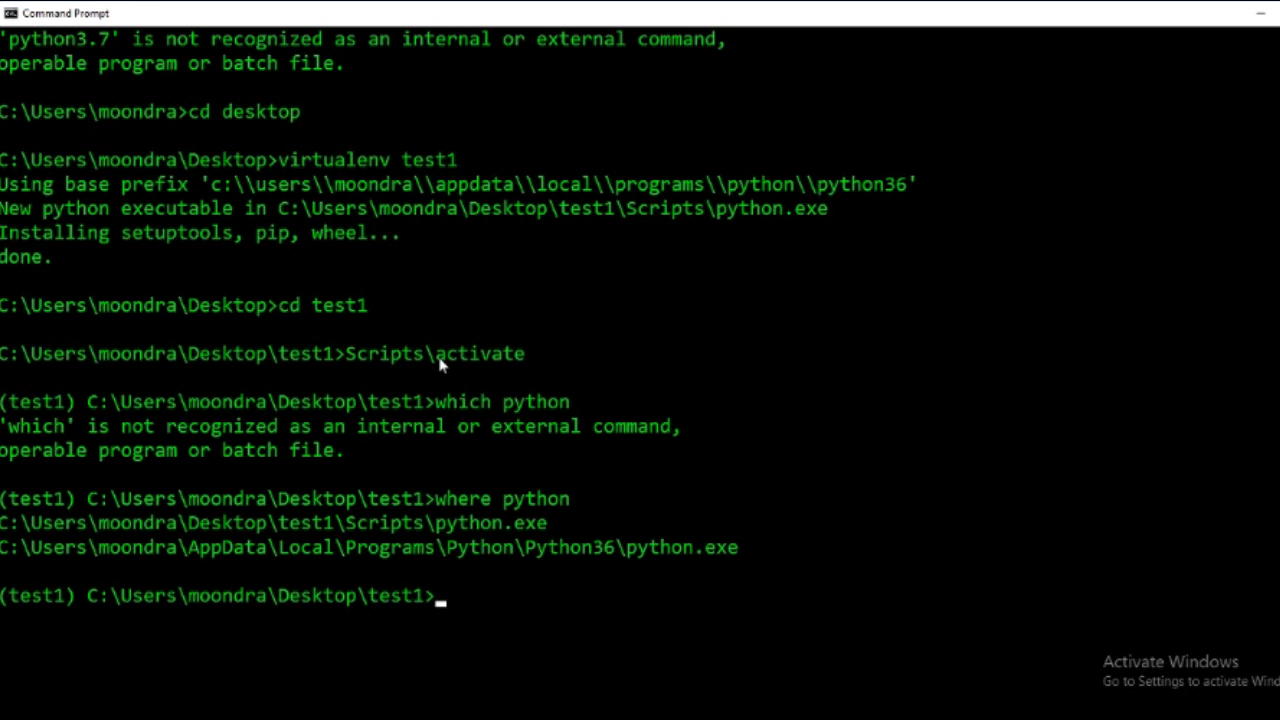 Command Prompt
'python3.7' is not recognized as an internal or external command,
operable program or batch file.
C:\Users\moondra>cd desktop
C:\Users\moondra\Desktop>virtualenv test1
Using base prefix 'c:\\users\\moondra\\appdata\\local\\programs\\python\\python36'
New python executable in C:\Users\moondra\Desktop\test1\Scripts\python.exe
Installing setuptools, pip, wheel...
done.
C:\Users\moondra\Desktop>cd test1
C:\Users\moondra\Desktop\test1>Scripts\activate
(test1) C:\Users\moondra\Desktop\test1>which python
'which' is not recognized as an internal or external command,
operable program or batch file.
(test1) C:\Users\moondra\Desktop\test1>where python
C:\Users\moondra\Desktop\test1\Scripts\python.exe
C:\Users\moondra\AppData\Local\Programs\Python\Python36\python.exe
(test1) C:\Users\moondra\Desktop\test1>
Activate Windows
Go to Settings to activate Wind